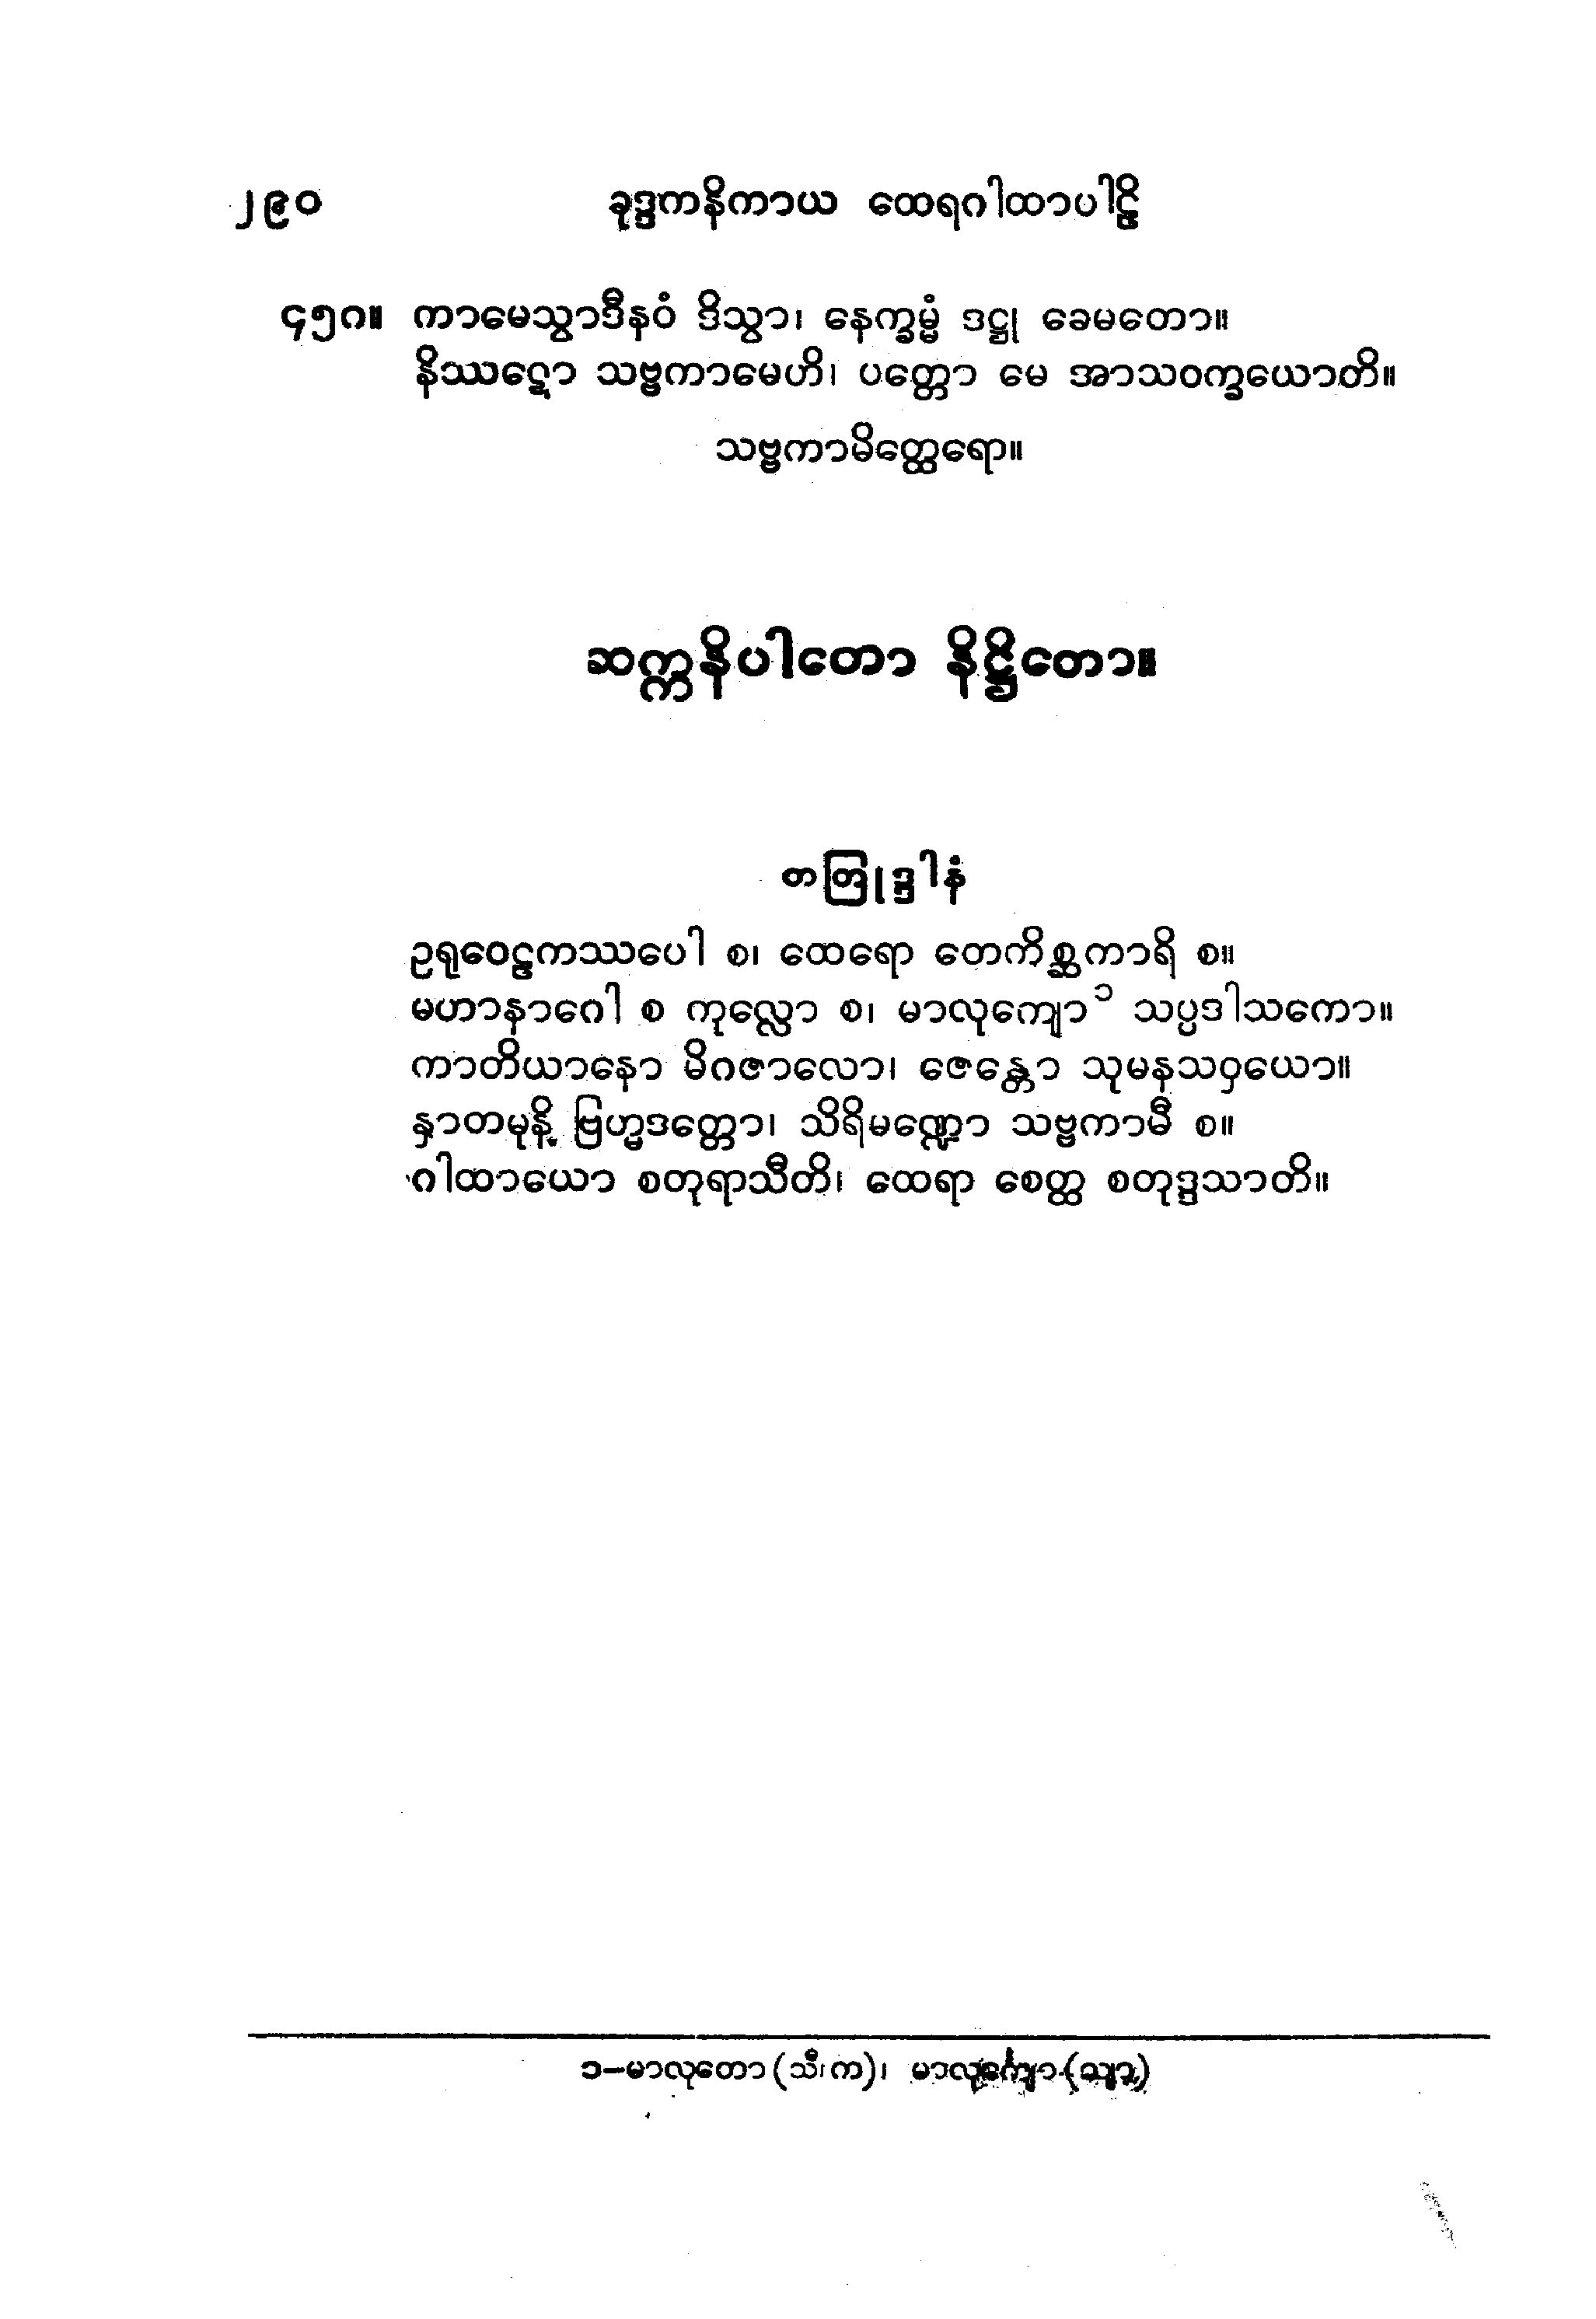 ၂၉၀ ခုဒ္ဒကနိကာယ ထေရဂါထာပါဠိ
၄၅၈။ ကာမေသွာဒီနဝံ ဒိသွာ၊ နေက္ခမ္မံ ဒဋ္ဌု ခေမတော။
နိဿဋော သဗ္ဗကာမေဟိ၊ ပတ္တော မေ အာသဝက္ခယောတိ။
သဗ္ဗကာမိတ္ထေရော။
ဆက္ကနိပါတော နိဋ္ဌိတော။
တတြုဒ္ဒါနံ
ဥရုဝေဠကဿပေါ စ၊ ထေရော တေကိစ္ဆကာရိ စ။
မဟာနာဂေါ စ ကုလ္လော စ၊ မာလုကျော၁ သပ္ပဒါသကော။
ကာတိယာနော မိဂဇာလော၊ ဇေန္တော သုမနသဝှယော။
နှာတမုနိ ဗြဟ္မဒတ္တော၊ သိရိမဏ္ဍော သဗ္ဗကာမီ စ။
ဂါထာယော စတုရာသီတိ၊ ထေရာ စေတ္ထ စတုဒ္ဒသာတိ။
၁-မာလုတော (သီ၊ က)၊ မာလုင်္ကျော (သျာ)